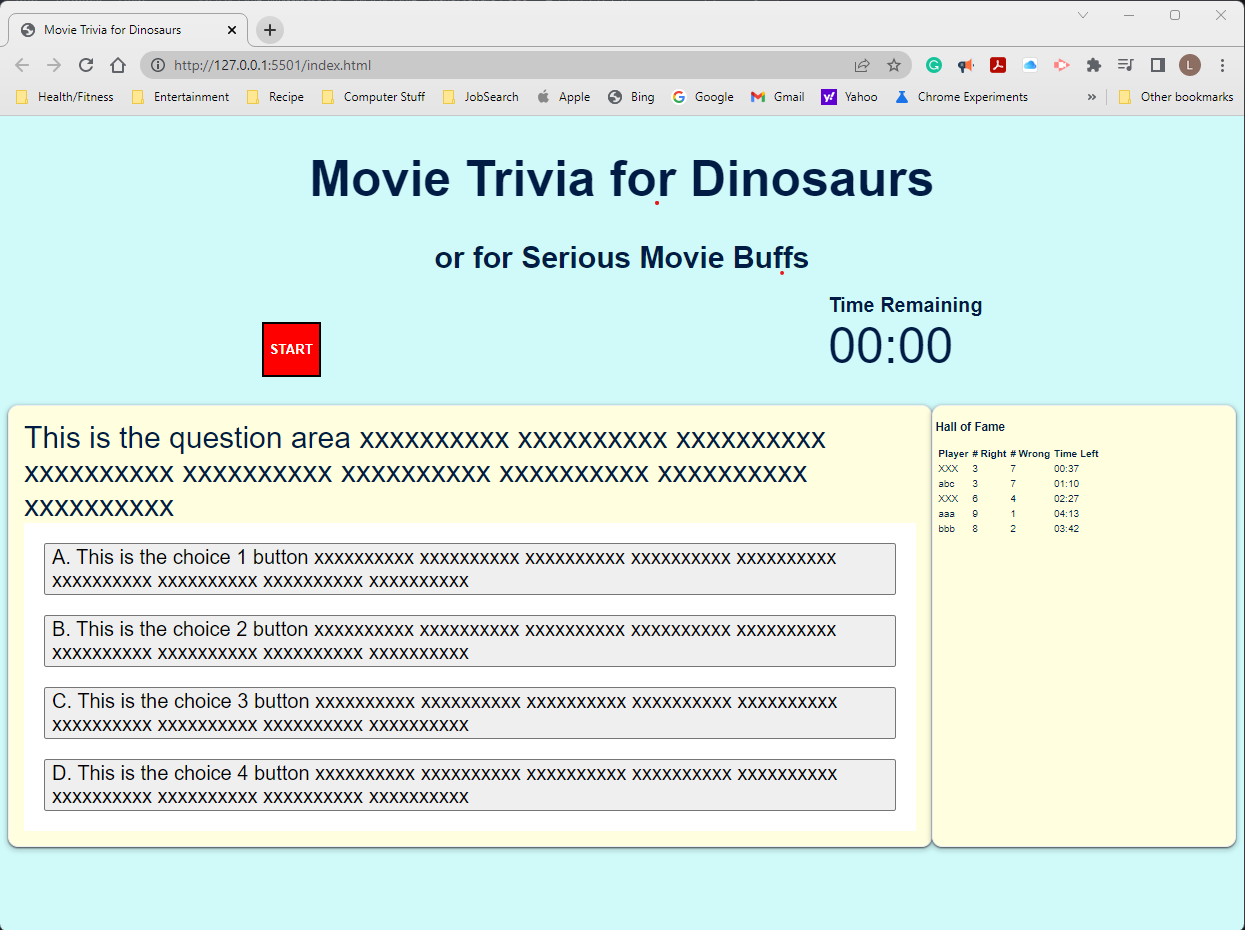 Movie Trivia for Dinosaurs
http://127.0.0.1:5501/index.html
L
Health/Fitness Entertainment Recipe Computer Stuff JobSearch Apple Bing Google Gmail Yahoo Chrome Experiments » Other bookmarks
Movie Trivia for Dinosaurs
or for Serious Movie Buffs
Time Remaining
START
00:00
This is the question area xxxxxxxxxx xxxxxxxxxx xxxxxxxxxx
xxxxxxxxxx xxxxxxxxxx xxxxxxxxxx xxxxxxxxxx xxxxxxxxxx
xxxxxxxxxx
A. This is the choice 1 button xxxxxxxxxx xxxxxxxxxx xxxxxxxxxx xxxxxxxxxx xxxxxxxxxx
xxxxxxxxxx xxxxxxxxxx xxxxxxxxxx xxxxxxxxxx
B. This is the choice 2 button xxxxxxxxxx xxxxxxxxxx xxxxxxxxxx xxxxxxxxxx xxxxxxxxxx
xxxxxxxxxx xxxxxxxxxx xxxxxxxxxx xxxxxxxxxx
C. This is the choice 3 button xxxxxxxxxx xxxxxxxxxx xxxxxxxxxx xxxxxxxxxx xxxxxxxxxx
xxxxxxxxxx xxxxxxxxxx xxxxxxxxxx xxxxxxxxxx
D. This is the choice 4 button xxxxxxxxxx xxxxxxxxxx xxxxxxxxxx xxxxxxxxxx xxxxxxxxxx
xxxxxxxxxx xxxxxxxxxx xxxxxxxxxx xxxxxxxxxx
Hall of Fame
Player # Right # Wrong Time Left
XXX 3 7 00:37
abc 3 7 01:10
XXX 6 4 02:27
aaa 9 1 04:13
bbb 8 2 03:42